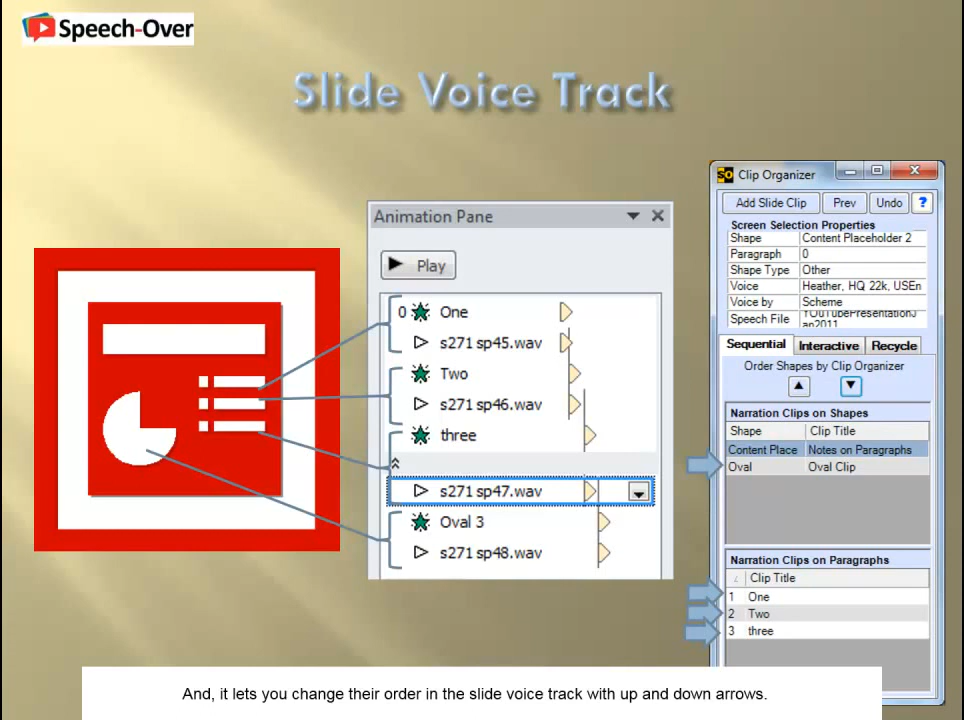 Speech-Over
Slide Voice Track
Animation Pane
Play
0 One
s271 sp45.wav
Two
s271 sp46.wav
three
s271 sp47.wav
Oval 3
s271 sp48.wav
SO Clip Organizer
Add Slide Clip Prev Undo ?
Screen Selection Properties
Shape Content Placeholder 2
Paragraph 0
Shape Type Other
Voice Heather, HQ 22k, USEn
Voice by Scheme
Speech File YOUTubePresentationJan2011
Sequential Interactive Recycle
Order Shapes by Clip Organizer
Narration Clips on Shapes
Shape Clip Title
Content Place Notes on Paragraphs
Oval Oval Clip
Narration Clips on Paragraphs
Clip Title
1 One
2 Two
3 three
And, it lets you change their order in the slide voice track with up and down arrows.